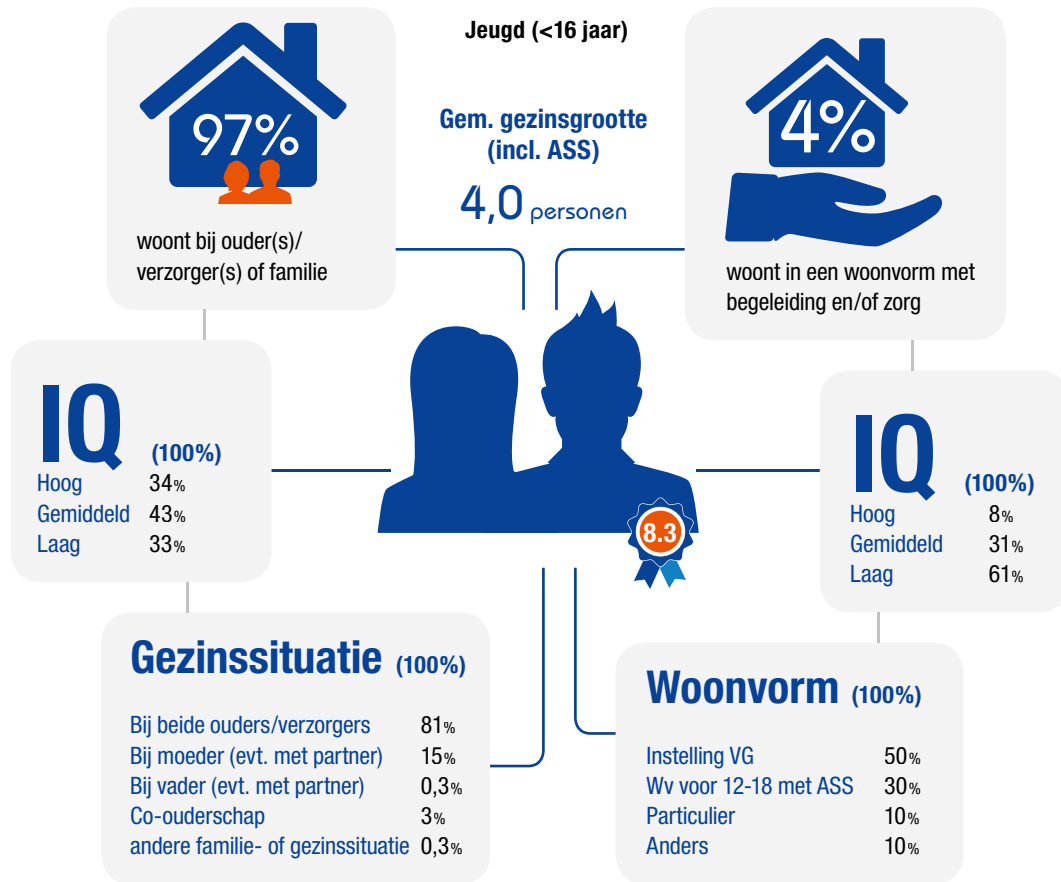 Jeugd (<16 jaar)
97%
woont bij ouder(s)/
verzorger(s) of familie
Gem. gezinsgrootte
(incl. ASS)
4,0 personen
4%
woont in een woonvorm met
begeleiding en/of zorg
IQ (100%)
Hoog 34%
Gemiddeld 43%
Laag 33%
8.3
IQ (100%)
Hoog 8%
Gemiddeld 31%
Laag 61%
Gezinssituatie (100%)
Bij beide ouders/verzorgers 81%
Bij moeder (evt. met partner) 15%
Bij vader (evt. met partner) 0,3%
Co-ouderschap 3%
andere familie- of gezinssituatie 0,3%
Woonvorm (100%)
Instelling VG 50%
Wv voor 12-18 met ASS 30%
Particulier 10%
Anders 10%